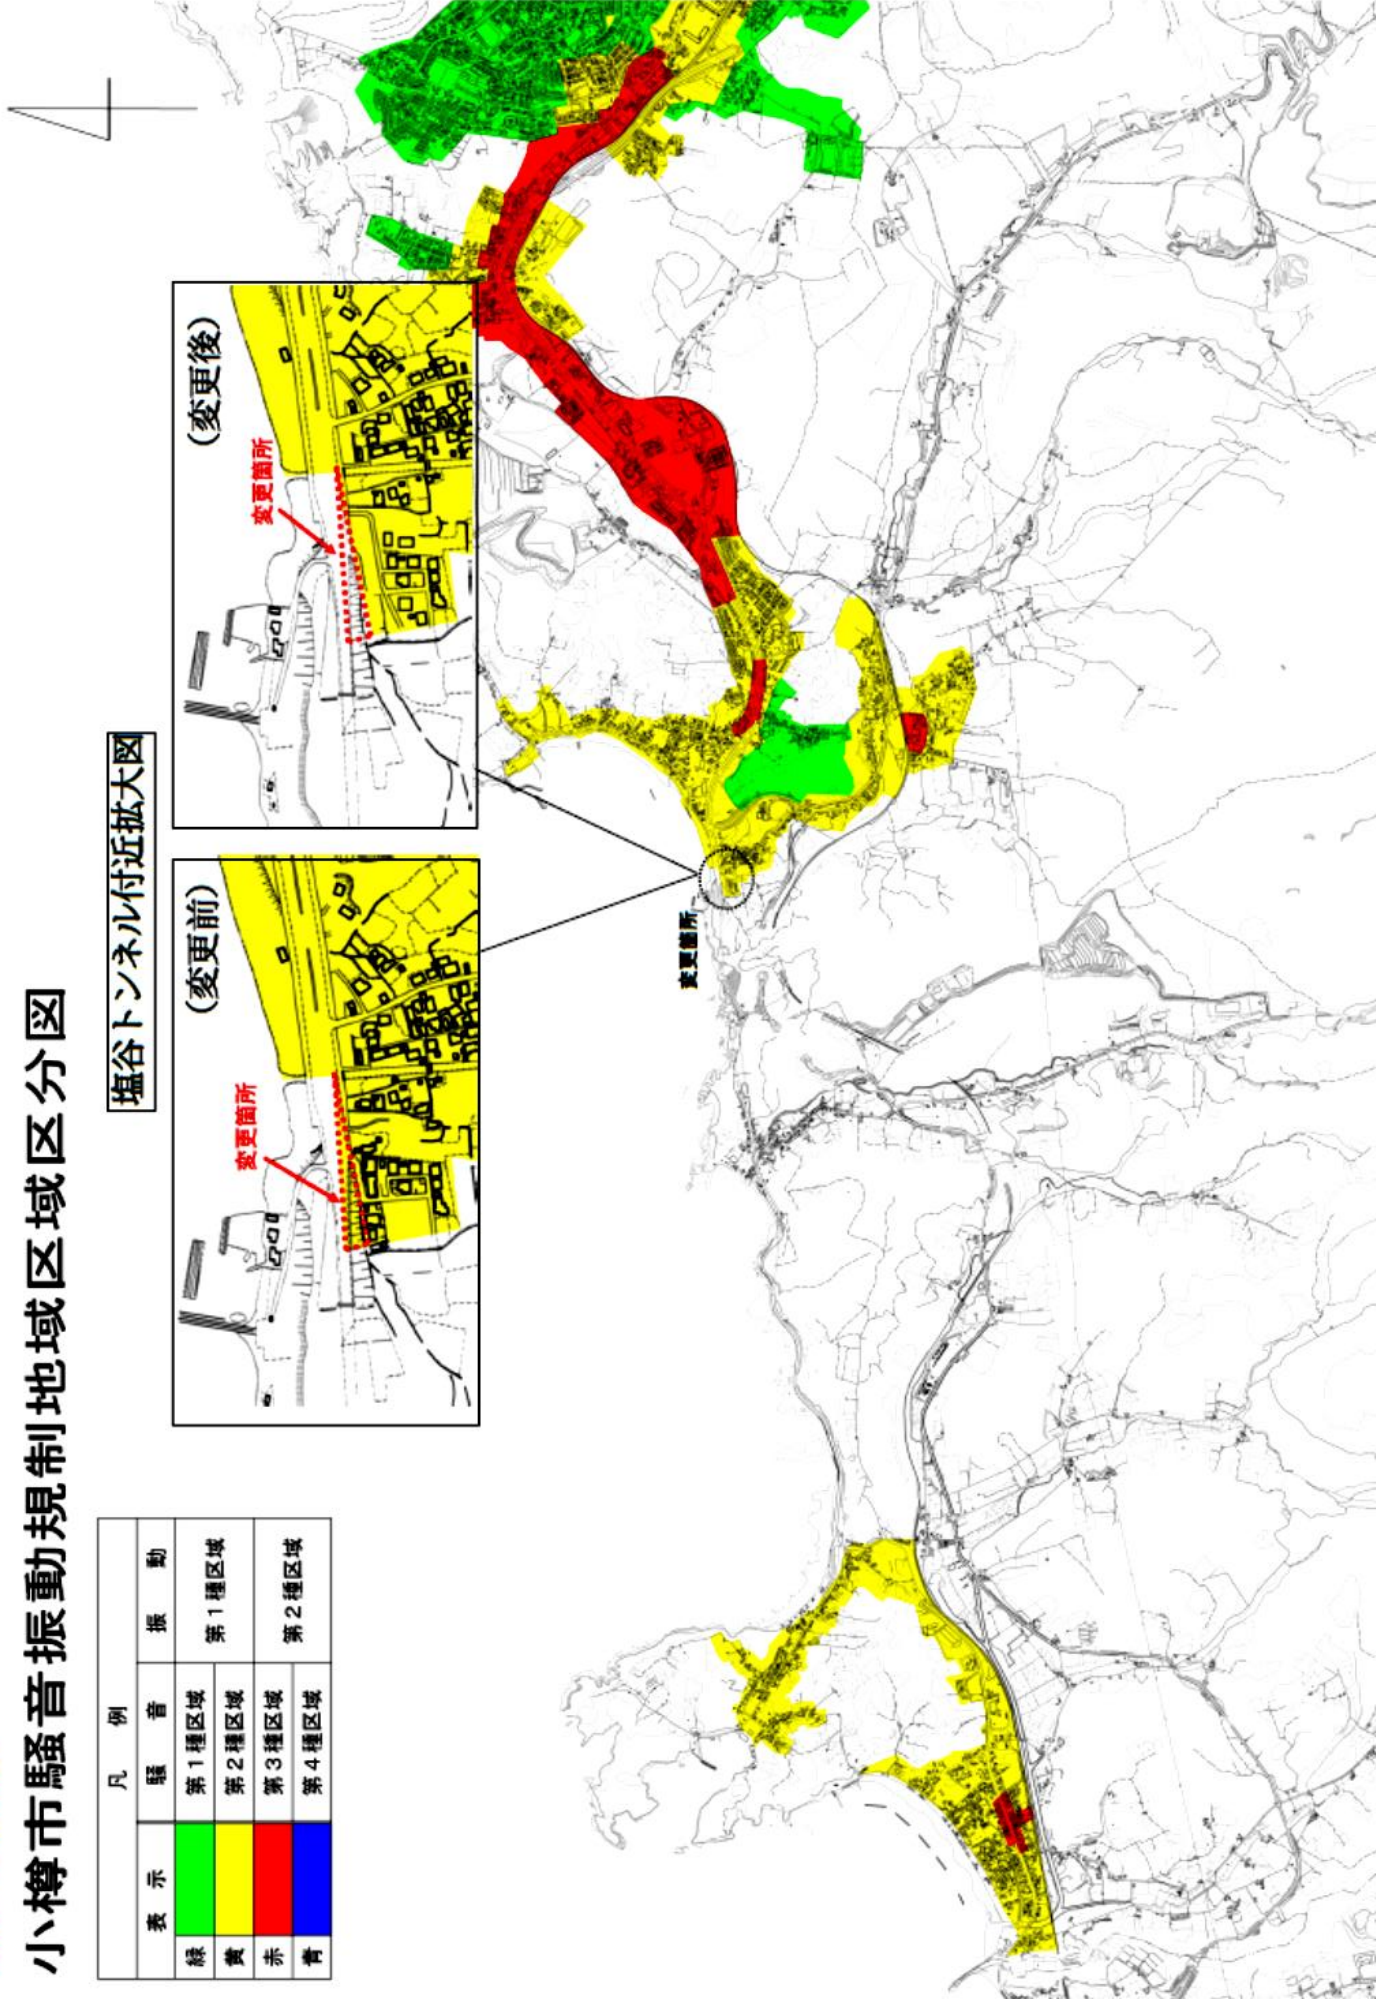 小樽市騒音振動規制地域区域区分図
凡 例
表 示 騒 音 振 動
緑 第1種区域 第1種区域
黄 第2種区域
赤 第3種区域 第2種区域
青 第4種区域
塩谷トンネル付近拡大図
(変更前)
変更箇所
(変更後)
変更箇所
変更箇所